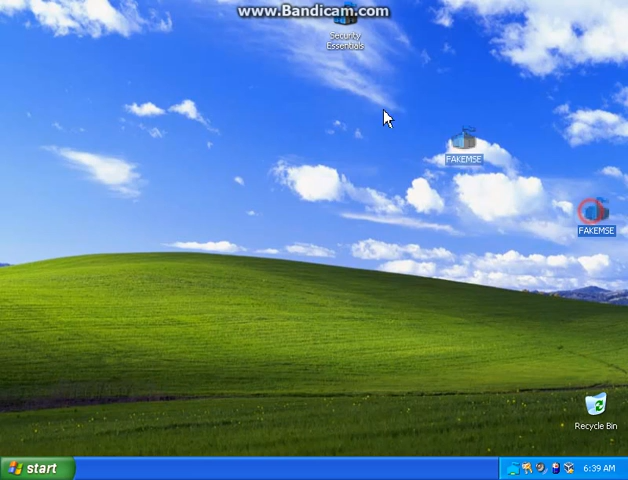 www.Bandicam.com
Security
Essentials
FAKEMSE
FAKEMSE
Recycle Bin
start
6:39 AM